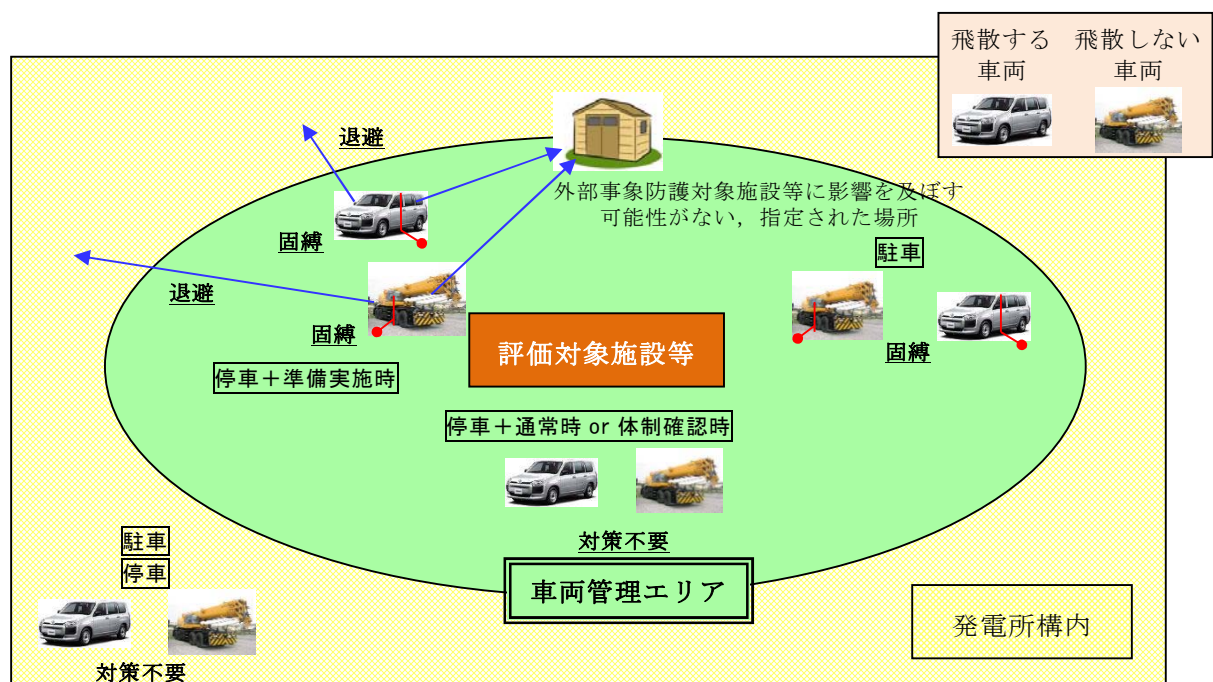 飛散する
車両
飛散しない
車両
退避
外部事象防護対象施設等に影響を及ぼす
可能性がない，指定された場所
固縛
駐車
退避
固縛
固縛
評価対象施設等
停車＋準備実施時
停車＋通常時 or 体制確認時
対策不要
駐車
停車
車両管理エリア
発電所構内
対策不要